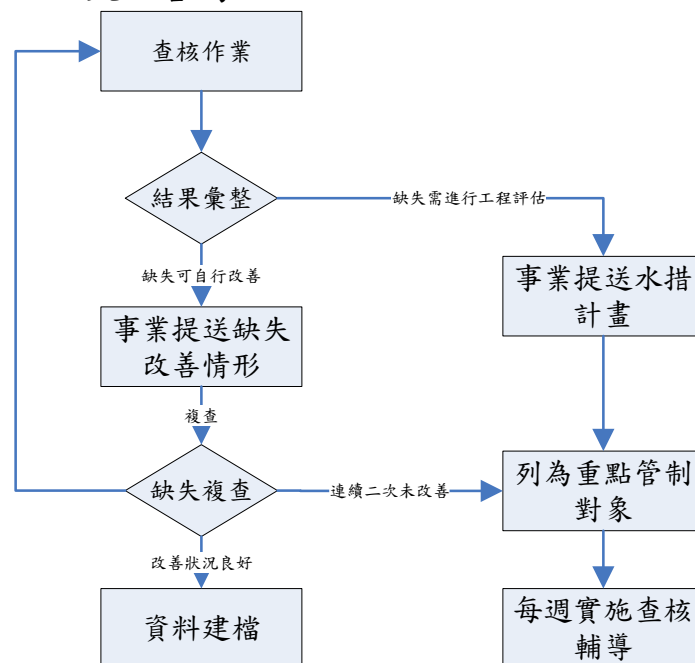 查核作業
結果彙整
缺失需進行工程評估
缺失可自行改善
事業提送水措
計畫
事業提送缺失
改善情形
複查
缺失複查
連續二次未改善
列為重點管制
對象
改善狀況良好
資料建檔
每週實施查核
輔導